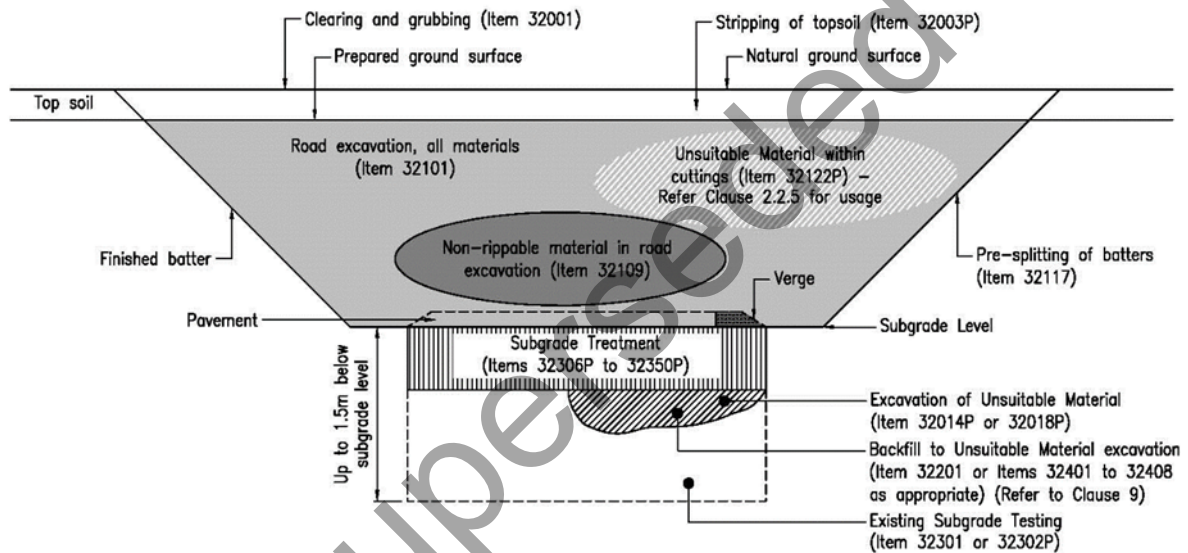 Clearing and grubbing (Item 32001)
Stripping of topsoil (Item 32003P)
Prepared ground surface
Natural ground surface
Top soil
Road excavation, all materials
(Item 32101)
Unsuitable Material within
cuttings (Item 32122P) –
Refer Clause 2.2.5 for usage
Non-rippable material in road
excavation (Item 32109)
Finished batter
Pre-splitting of batters
(Item 32117)
Verge
Pavement
Subgrade Level
Subgrade Treatment
(Items 32306P to 32350P)
Up to 1.5m below
subgrade level
Excavation of Unsuitable Material
(Item 32014P or 32018P)
Backfill to Unsuitable Material excavation
(Item 32201 or Items 32401 to 32408
as appropriate) (Refer to Clause 9)
Existing Subgrade Testing
(Item 32301 or 32302P)
Superseded